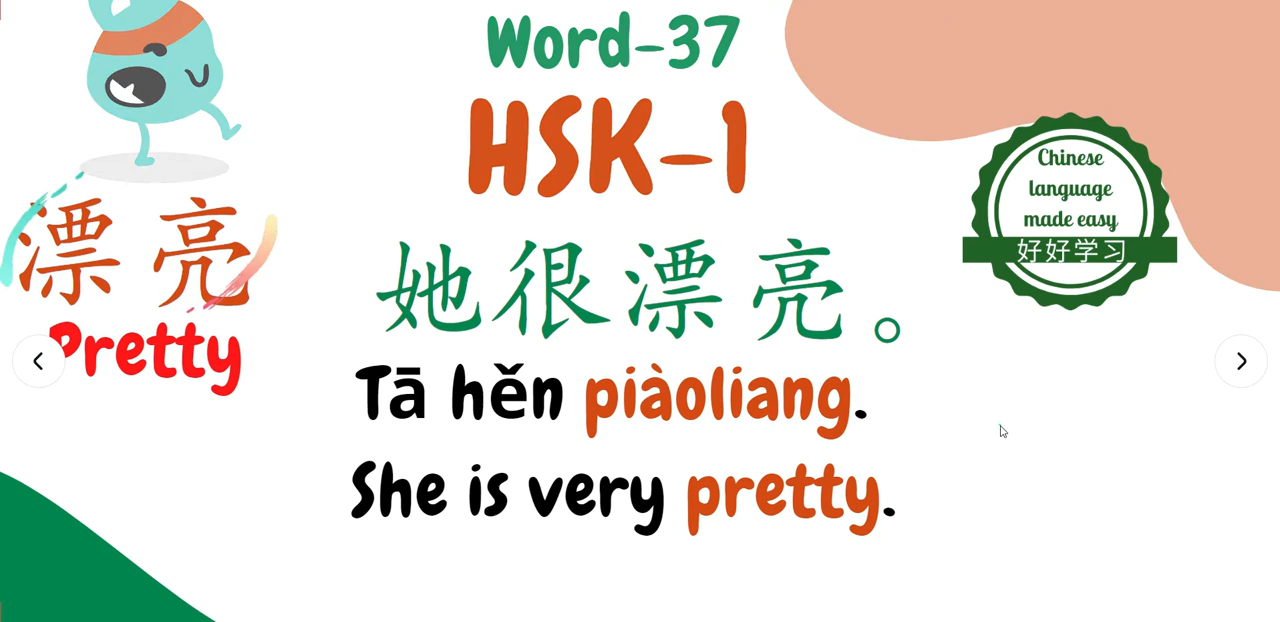 Word-37
HSK-1
Chinese
language
made easy
好好学习
漂亮
Pretty
她很漂亮。
Tā hěn piàoliang.
She is very pretty.